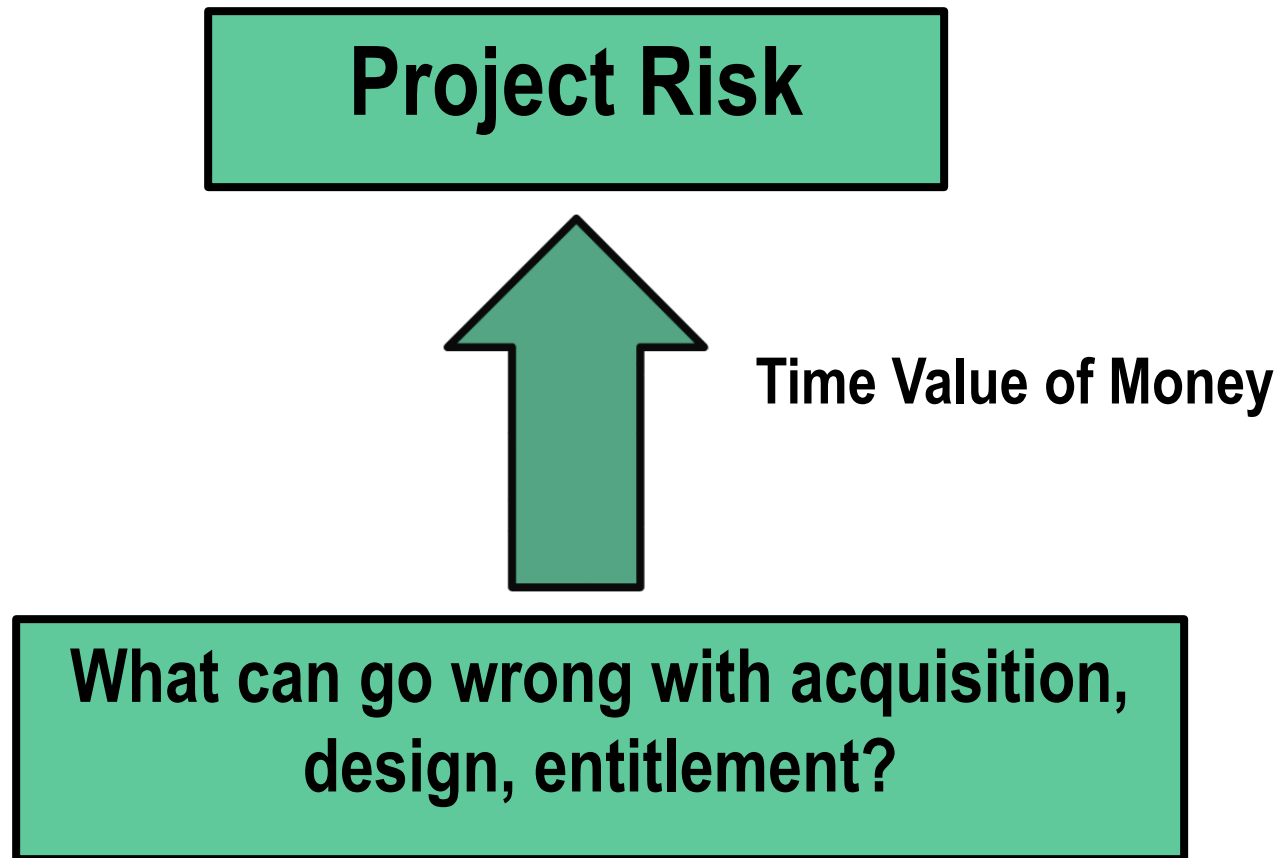 Project Risk
Time Value of Money
What can go wrong with acquisition,
design, entitlement?